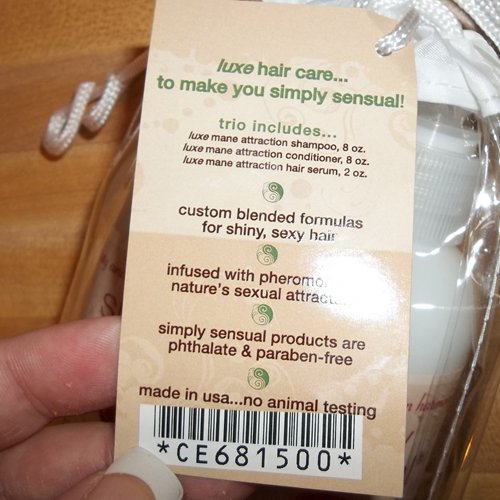 luxe hair care...
to make you simply sensual!
trio includes...
luxe mane attraction shampoo, 8 oz.
luxe mane attraction conditioner, 8 oz.
luxe mane attraction hair serum, 2 oz.
custom blended formulas
for shiny, sexy hair
infused with
nature's sexual
simply sensual products are
phthalate & paraben-free
made in usa...no animal testing
*CE681500*